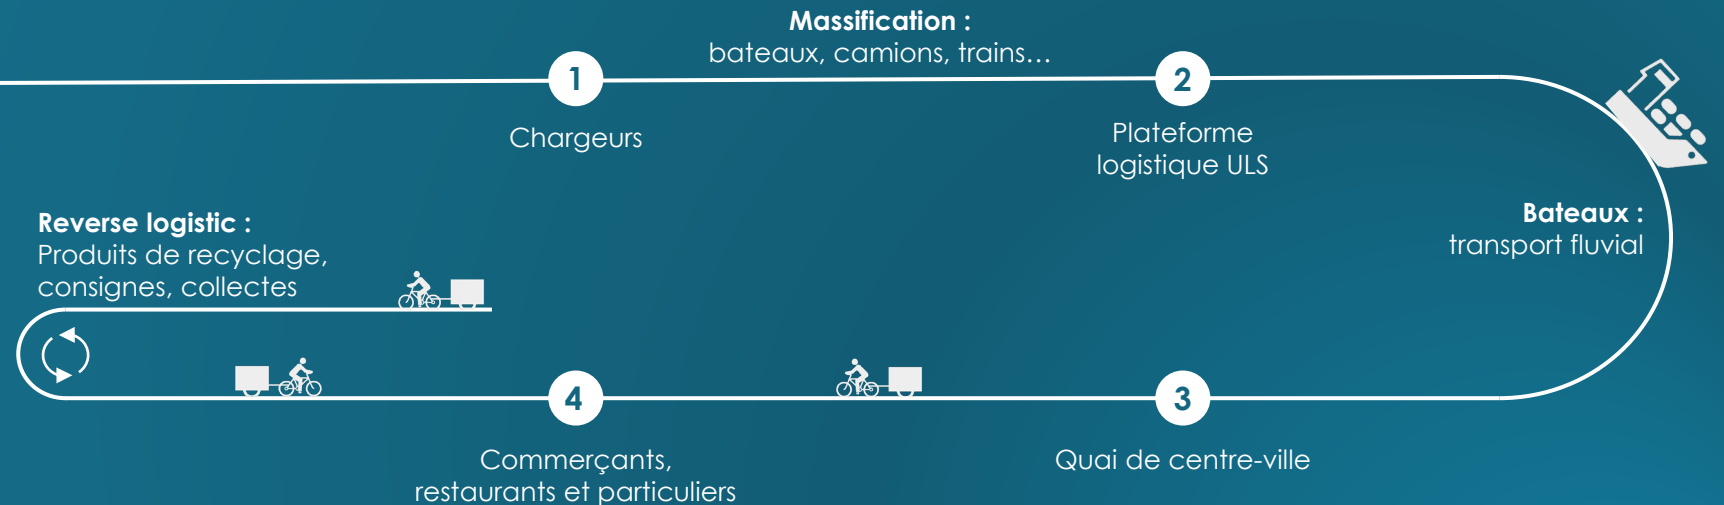 Massification :
bateaux, camions, trains...
1
2
Chargeurs
Plateforme
logistique ULS
Bateaux :
transport fluvial
Reverse logistic :
Produits de recyclage,
consignes, collectes
4
3
Commerçants,
restaurants et particuliers
Quai de centre-ville